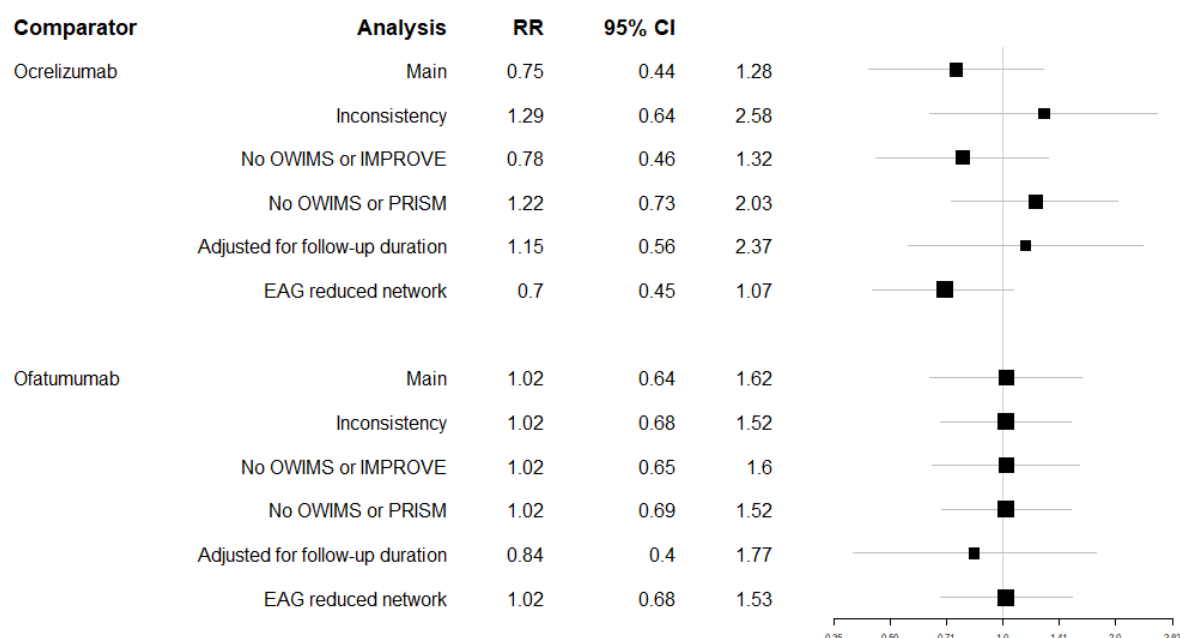 Comparator Analysis RR 95% CI
Ocrelizumab Main 0.75 0.44 1.28
Inconsistency 1.29 0.64 2.58
No OWIMS or IMPROVE 0.78 0.46 1.32
No OWIMS or PRISM 1.22 0.73 2.03
Adjusted for follow-up duration 1.15 0.56 2.37
EAG reduced network 0.7 0.45 1.07
Ofatumumab Main 1.02 0.64 1.62
Inconsistency 1.02 0.68 1.52
No OWIMS or IMPROVE 1.02 0.65 1.6
No OWIMS or PRISM 1.02 0.69 1.52
Adjusted for follow-up duration 0.84 0.4 1.77
EAG reduced network 1.02 0.68 1.53
0.35 0.50 0.71 1.0 1.41 2.0 2.83